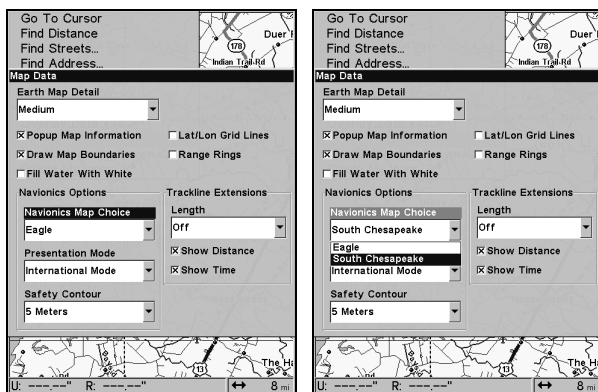 Go To Cursor
Find Distance
Find Streets...
Find Address...
178
Duer
Indian Trail Rd
Map Data
Earth Map Detail
Medium
Popup Map Information
Lat/Lon Grid Lines
Draw Map Boundaries
Range Rings
Fill Water With White
Navionics Options
Trackline Extensions
Navionics Map Choice
Length
Eagle
Off
Presentation Mode
Show Distance
International Mode
Show Time
Safety Contour
5 Meters
13
The Ha
U: ---.--" R: ---.--" 8 mi
Go To Cursor
Find Distance
Find Streets...
Find Address...
178
Duer
Indian Trail Rd
Map Data
Earth Map Detail
Medium
Popup Map Information
Lat/Lon Grid Lines
Draw Map Boundaries
Range Rings
Fill Water With White
Navionics Options
Trackline Extensions
Navionics Map Choice
Length
South Chesapeake
Off
Eagle
Show Distance
South Chesapeake
International Mode
Show Time
Safety Contour
5 Meters
13
The Ha
U: ---.--" R: ---.--" 8 mi